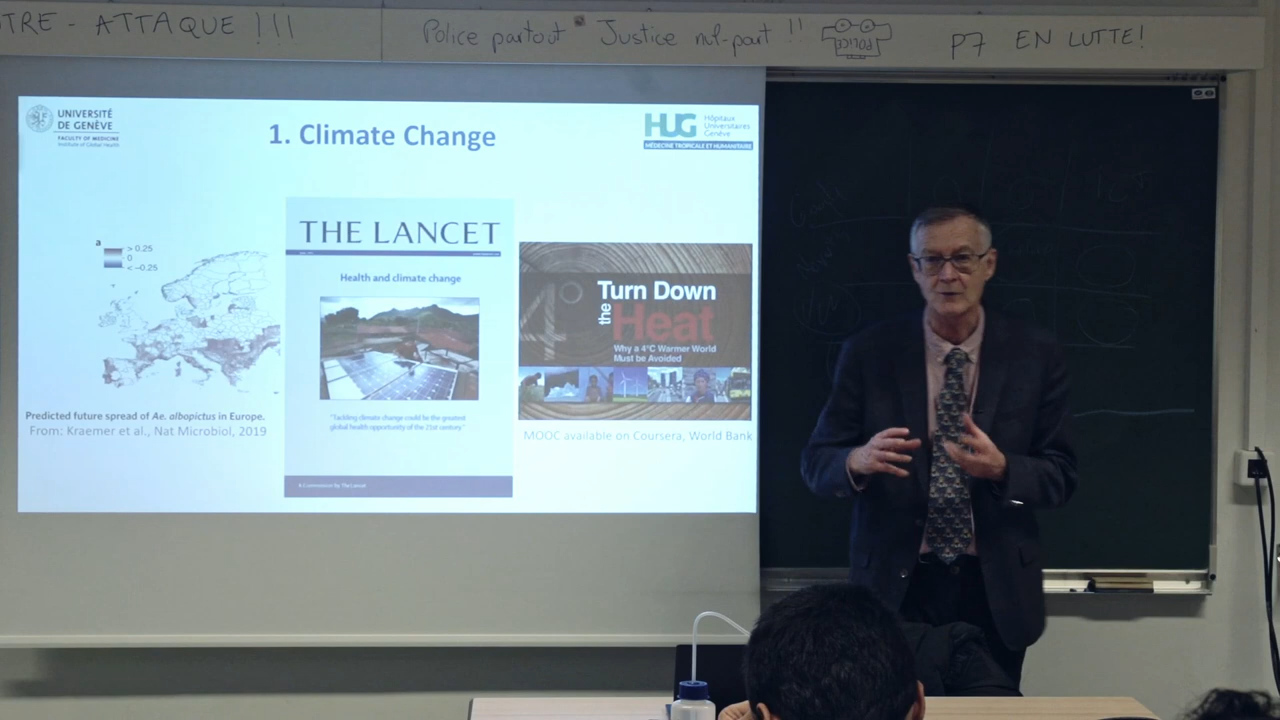 TRE - ATTAQUE !!!
Police partout Justice nul-part !!
POLICE
P7 EN LUTTE!
UNIVERSITÉ
DE GENÈVE
FACULTY OF MEDICINE
Institute of Global Health
1. Climate Change
HUG
Hôpitaux
Universitaires
Genève
MÉDECINE TROPICALE ET HUMANITAIRE
a
> 0.25
0
< −0.25
Predicted future spread of Ae. albopictus in Europe.
From: Kraemer et al., Nat Microbiol, 2019
THE LANCET
Health and climate change
"Tackling climate change could be the greatest
global health opportunity of the 21st century."
A Commission by The Lancet
4°
Turn Down
the
Heat
Why a 4°C Warmer World
Must be Avoided
MOOC available on Coursera, World Bank